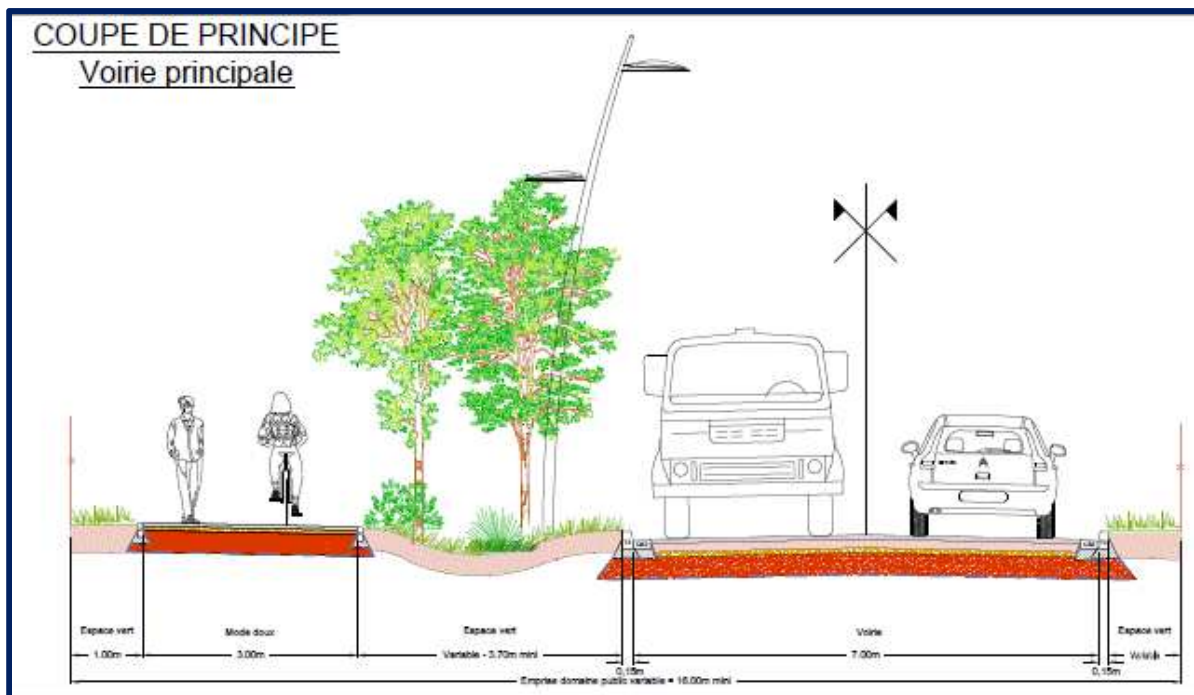 COUPE DE PRINCIPE
Voirie principale
Espace vert
Mode doux
Espace vert
Voirie
Espace vert
1.00m
3.00m
Variable - 3.70m mini
7.00m
Variable
0,15m
0,15m
Emprise domaine public variable = 16.00m mini